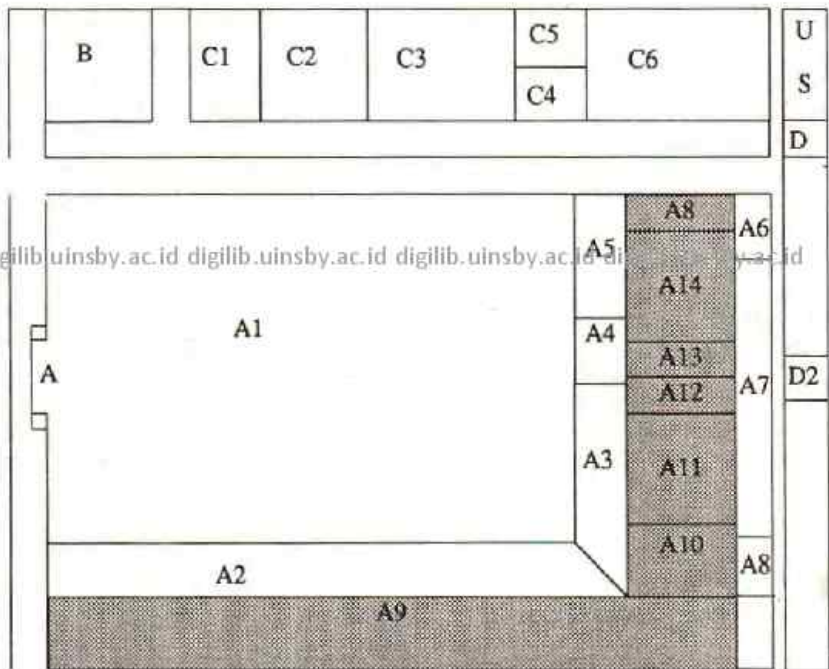 B
C1
C2
C3
C5
C4
C6
U
S
D
A8
A6
A5
digilib.uinsby.ac.id digilib.uinsby.ac.id digilib.uinsby.ac.id
A14
A1
A4
A13
A
A12
A7
D2
A3
A11
A10
A2
A8
A9